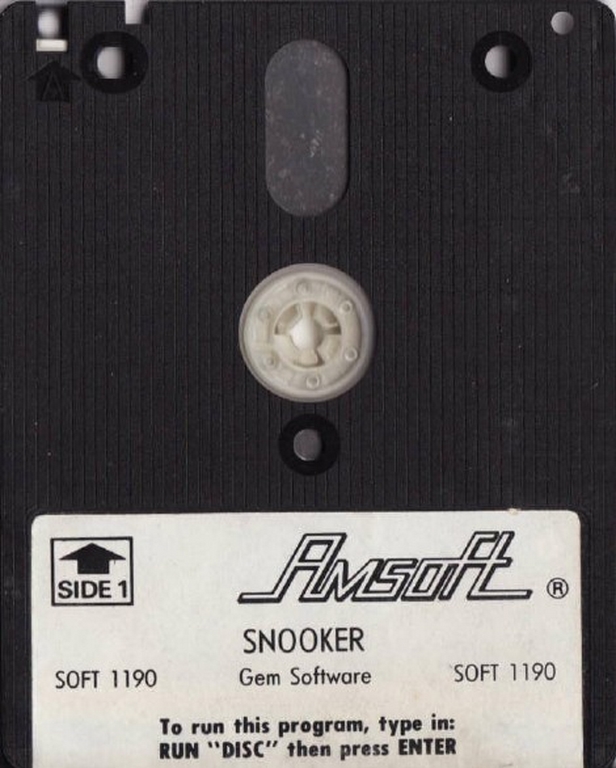 A
SIDE 1
Amsoft ®
SNOOKER
SOFT 1190 Gem Software SOFT 1190
To run this program, type in:
RUN "DISC" then press ENTER